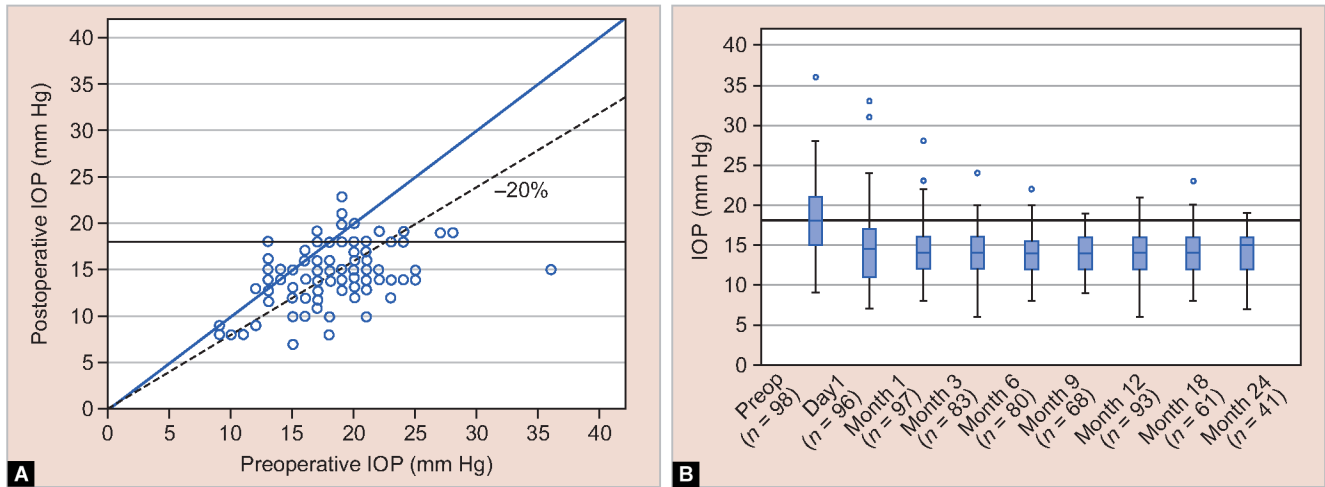 Postoperative IOP (mm Hg)
40
35
30
25
20
15
10
5
0
–20%
0 5 10 15 20 25 30 35 40
Preoperative IOP (mm Hg)
A
IOP (mm Hg)
40
35
30
25
20
15
10
5
0
Preop
(n = 98)
Day1
(n = 96)
Month 1
(n = 97)
Month 3
(n = 83)
Month 6
(n = 80)
Month 9
(n = 68)
Month 12
(n = 93)
Month 18
(n = 61)
Month 24
(n = 41)
B